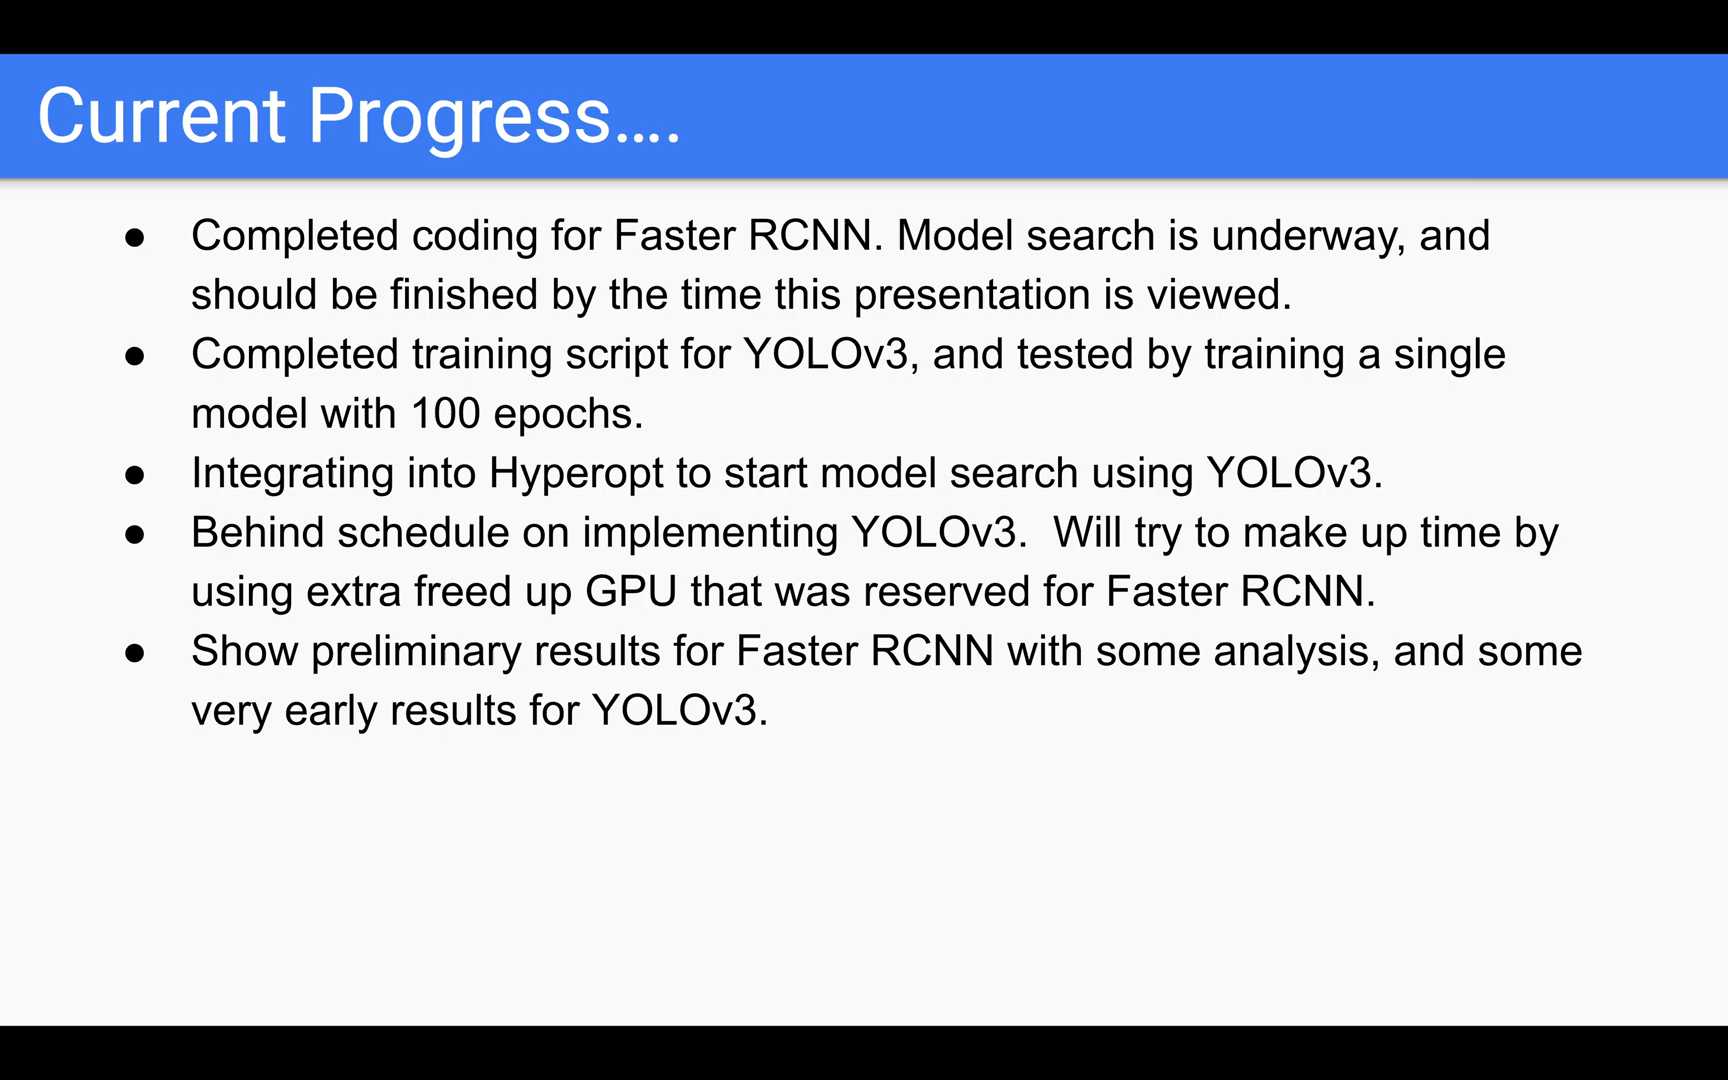 Current Progress....
● Completed coding for Faster RCNN. Model search is underway, and
should be finished by the time this presentation is viewed.
● Completed training script for YOLOv3, and tested by training a single
model with 100 epochs.
● Integrating into Hyperopt to start model search using YOLOv3.
● Behind schedule on implementing YOLOv3.  Will try to make up time by
using extra freed up GPU that was reserved for Faster RCNN.
● Show preliminary results for Faster RCNN with some analysis, and some
very early results for YOLOv3.